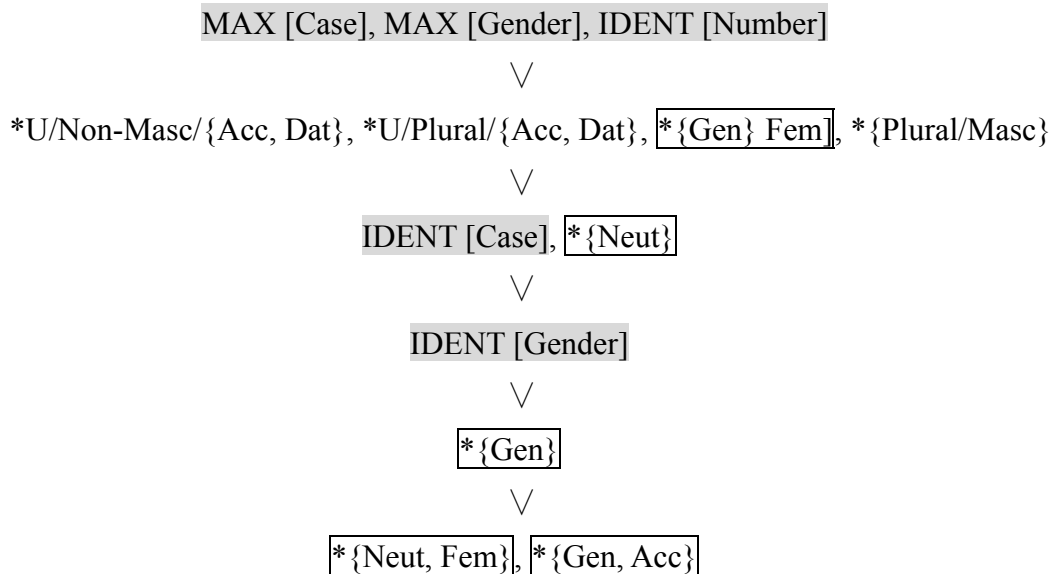 MAX [Case], MAX [Gender], IDENT [Number]
\/
*U/Non-Masc/{Acc, Dat}, *U/Plural/{Acc, Dat}, *{Gen} Fem], *{Plural/Masc}
\/
IDENT [Case], *{Neut}
\/
IDENT [Gender]
\/
*{Gen}
\/
*{Neut, Fem}, *{Gen, Acc}